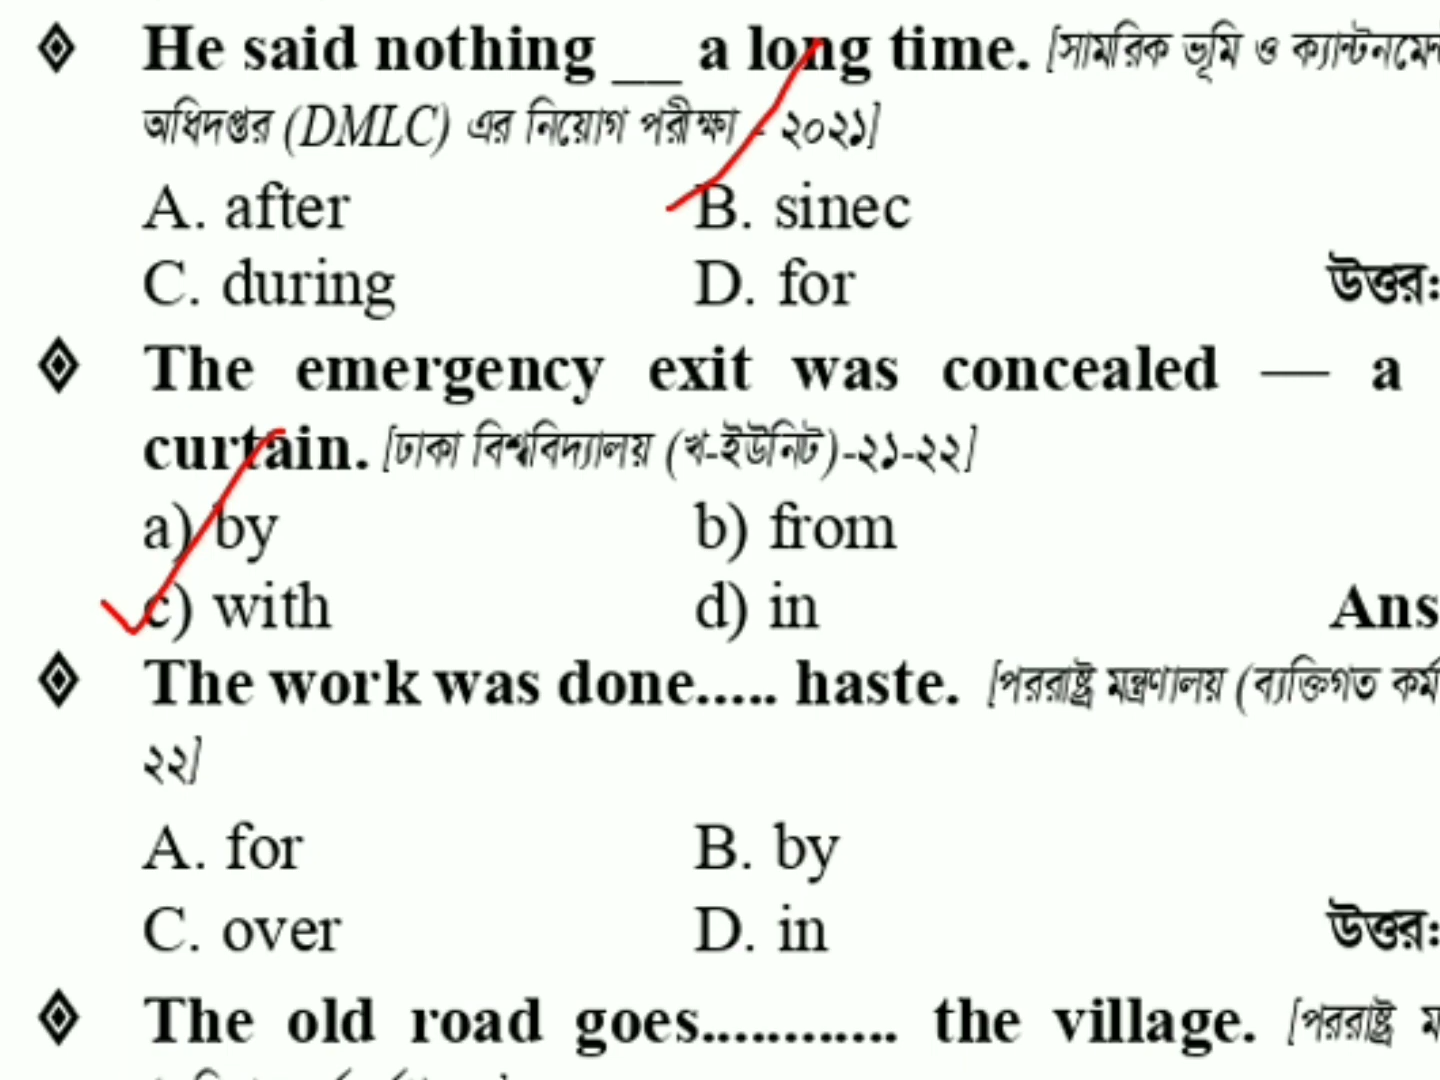 He said nothing __ a long time. [সামরিক ভূমি ও
অধিদপ্তর (DMLC) এর নিয়োগ পরীক্ষা - ২০২১]
A. after B. sinec
C. during D. for উত্তর:
The emergency exit was concealed — a
curtain. [ঢাকা বিশ্ববিদ্যালয় (খ-ইউনিট)-২১-২২]
a) by b) from
c) with d) in Ans
The work was done..... haste. [পররাষ্ট্র মন্ত্রণালয় (ব্যক্তিগত
২২]
A. for B. by
C. over D. in উত্তর:
The old road goes............ the village. [পররাষ্ট্র